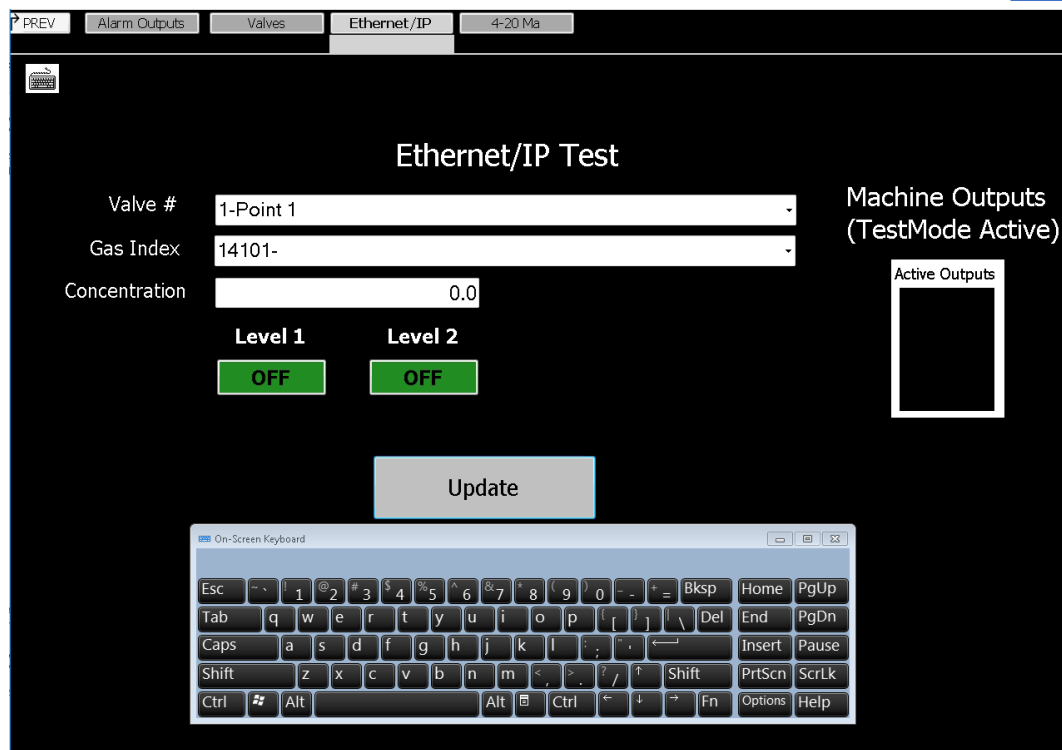 PREV Alarm Outputs Valves Ethernet/IP 4-20 Ma
Ethernet/IP Test
Valve # 1-Point 1
Gas Index 14101-
Concentration 0.0
Level 1 Level 2
OFF OFF
Machine Outputs
(TestMode Active)
Active Outputs
Update
On-Screen Keyboard
Esc ~ ` ! 1 @ 2 # 3 $ 4 % 5 ^ 6 & 7 * 8 ( 9 ) 0 - - + = Bksp Home PgUp
Tab q w e r t y u i o p { [ } ] | \ Del End PgDn
Caps a s d f g h j k l : ; " ' Insert Pause
Shift z x c v b n m < , > . ? / ↑ Shift PrtScn ScrLk
Ctrl Alt Alt Ctrl ← ↓ → Fn Options Help